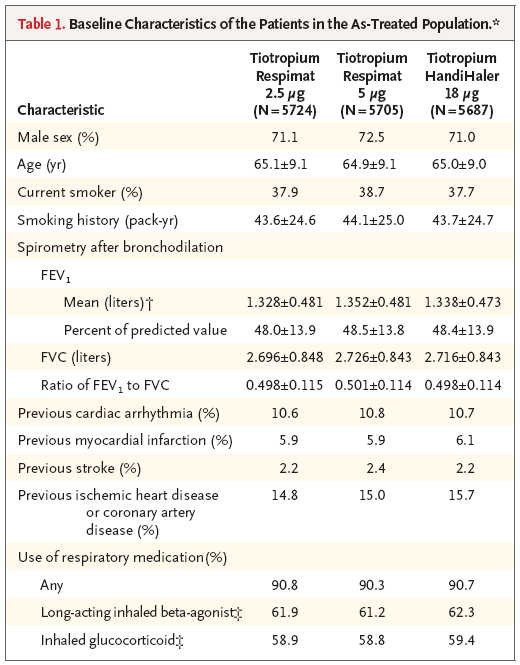 Table 1. Baseline Characteristics of the Patients in the As-Treated Population.*
Characteristic Tiotropium Respimat 2.5 µg (N=5724) Tiotropium Respimat 5 µg (N=5705) Tiotropium HandiHaler 18 µg (N=5687)
Male sex (%) 71.1 72.5 71.0
Age (yr) 65.1±9.1 64.9±9.1 65.0±9.0
Current smoker (%) 37.9 38.7 37.7
Smoking history (pack-yr) 43.6±24.6 44.1±25.0 43.7±24.7
Spirometry after bronchodilation
FEV₁
Mean (liters)† 1.328±0.481 1.352±0.481 1.338±0.473
Percent of predicted value 48.0±13.9 48.5±13.8 48.4±13.9
FVC (liters) 2.696±0.848 2.726±0.843 2.716±0.843
Ratio of FEV₁ to FVC 0.498±0.115 0.501±0.114 0.498±0.114
Previous cardiac arrhythmia (%) 10.6 10.8 10.7
Previous myocardial infarction (%) 5.9 5.9 6.1
Previous stroke (%) 2.2 2.4 2.2
Previous ischemic heart disease 14.8 15.0 15.7
or coronary artery
disease (%)
Use of respiratory medication(%)
Any 90.8 90.3 90.7
Long-acting inhaled beta-agonist‡ 61.9 61.2 62.3
Inhaled glucocorticoid‡ 58.9 58.8 59.4